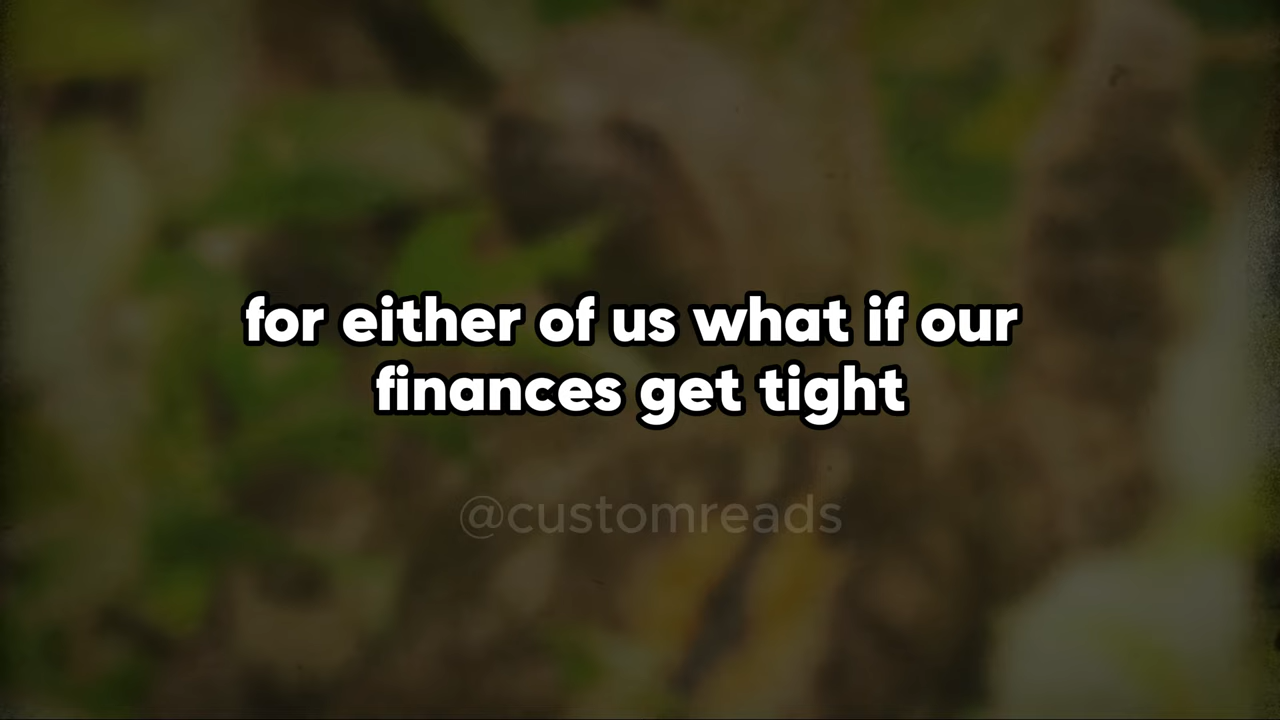 for either of us what if our
finances get tight
@customreads